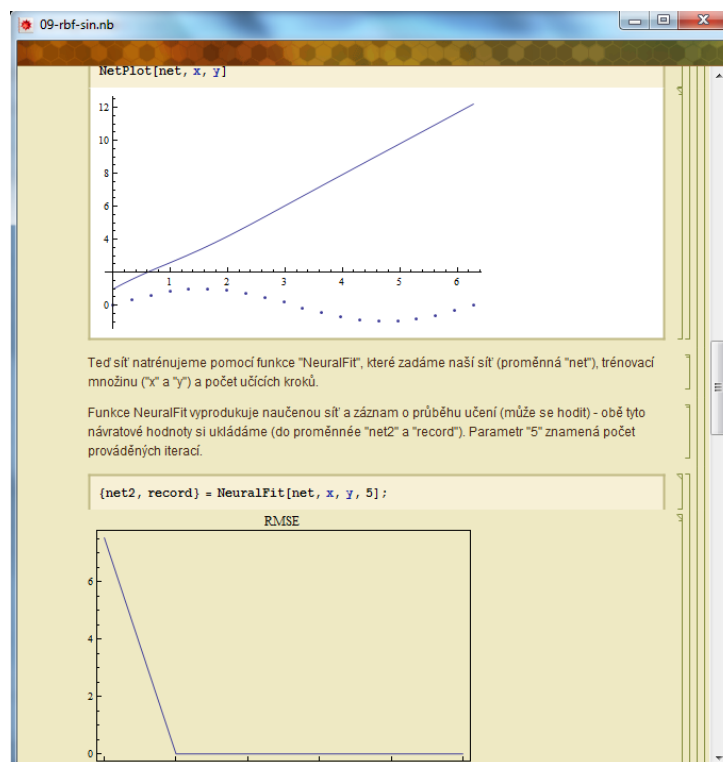 09-rbf-sin.nb
NetPlot[net, x, y]
12
10
8
6
4
1 2 3 4 5 6
0
Teď síť natrénujeme pomocí funkce "NeuralFit", které zadáme naší síť (proměnná "net"), trénovací
množinu ("x" a "y") a počet učících kroků.
Funkce NeuralFit vyprodukuje naučenou síť a záznam o průběhu učení (může se hodit) - obě tyto
návratové hodnoty si ukládáme (do proměnnée "net2" a "record"). Parametr "5" znamená počet
prováděných iterací.
{net2, record} = NeuralFit[net, x, y, 5];
RMSE
6
4
2
0